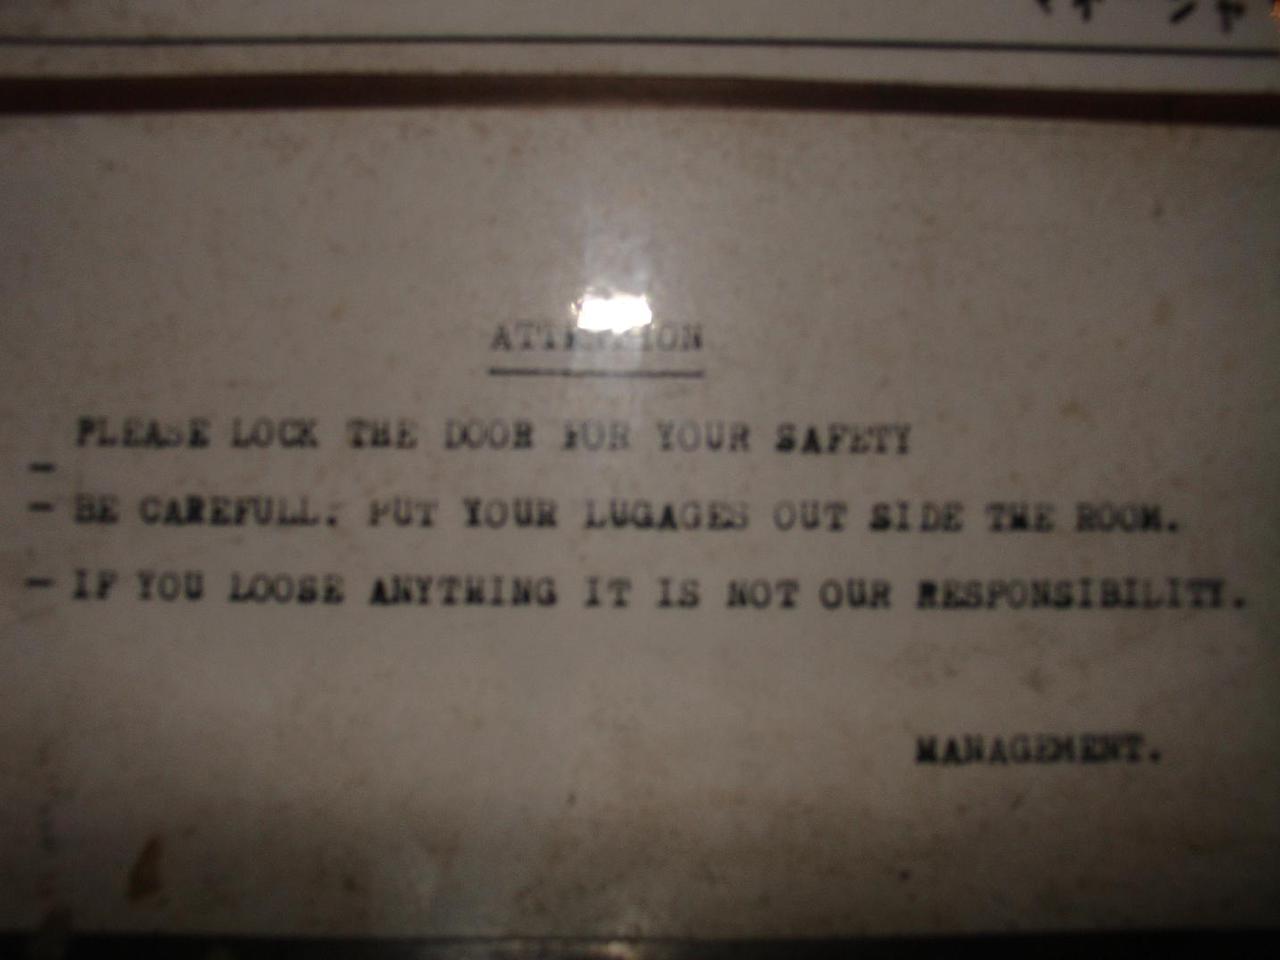 ATTENTION
PLEASE LOCK THE DOOR FOR YOUR SAFETY
-
- BE CAREFULL. PUT YOUR LUGAGES OUT SIDE THE ROOM.
- IF YOU LOOSE ANYTHING IT IS NOT OUR RESPONSIBILITY.
MANAGEMENT.